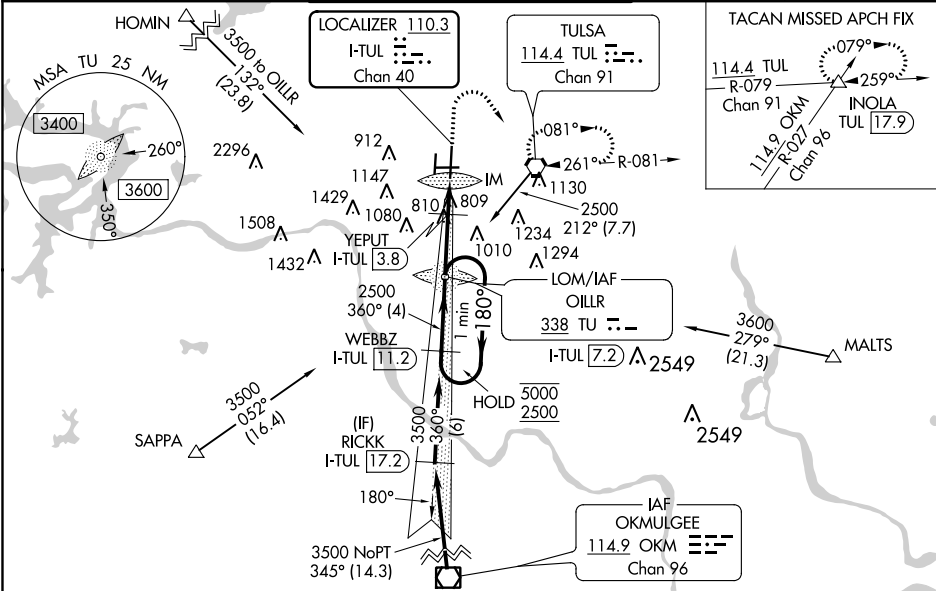 HOMIN
3500 to OILLR
132°
(23.8)
LOCALIZER 110.3
I-TUL
Chan 40
TULSA
114.4 TUL
Chan 91
TACAN MISSED APCH FIX
079°
114.4 TUL
R-079
Chan 91
259°
INOLA
TUL 17.9
114.9 OKM
R-027
Chan 96
MSA TU 25 NM
3400
260°
3600
350°
2296
912
1147
1429
1080
810
809
IM
081°
261°
R-081
1130
2500
212° (7.7)
1508
1432
YEPUT
I-TUL 3.8
1010
1234
1294
LOM/IAF
OILLR
338 TU
I-TUL 7.2
2549
2500
360° (4)
1 min
180°
WEBBZ
I-TUL 11.2
3600
279°
(21.3)
MALTS
HOLD
5000
2500
2549
3500
052°
(16.4)
SAPPA
3500
360°
(6)
(IF)
RICKK
I-TUL 17.2
180°
3500 NoPT
345° (14.3)
IAF
OKMULGEE
114.9 OKM
Chan 96